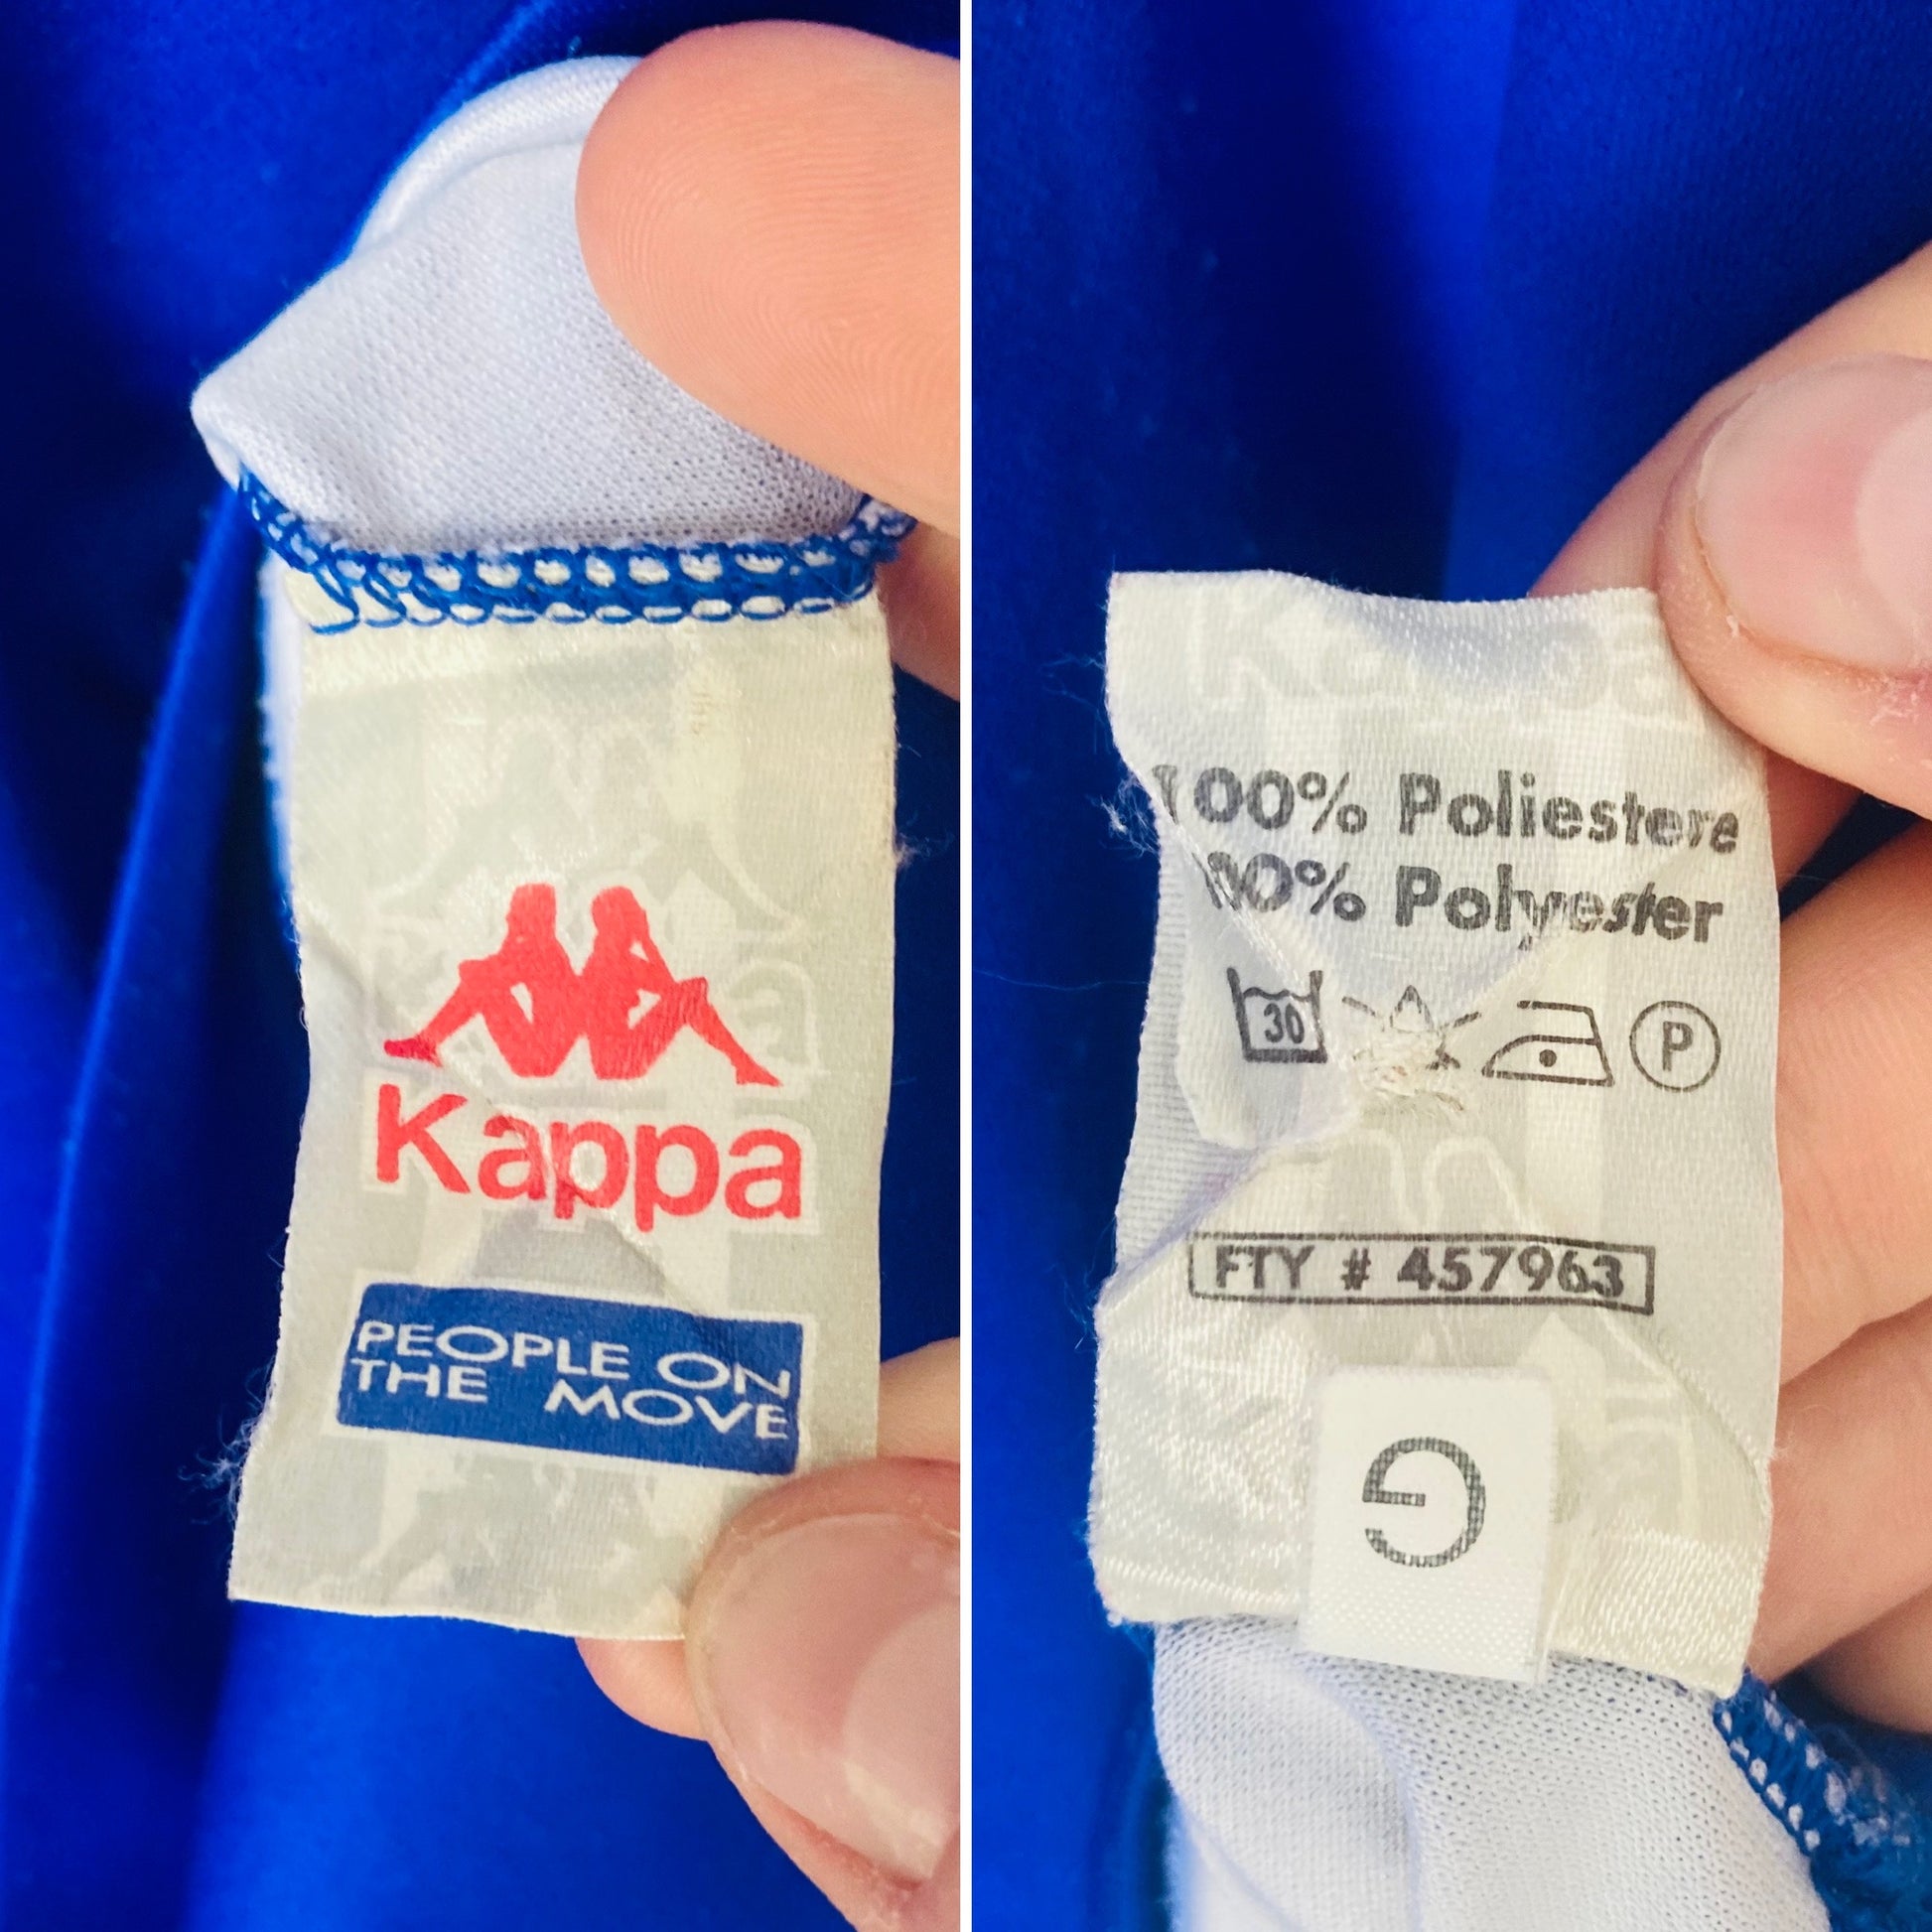 Kappa
PEOPLE ON
THE MOVE
100% Poliestere
100% Polyester
30
P
FTY # 457963
G